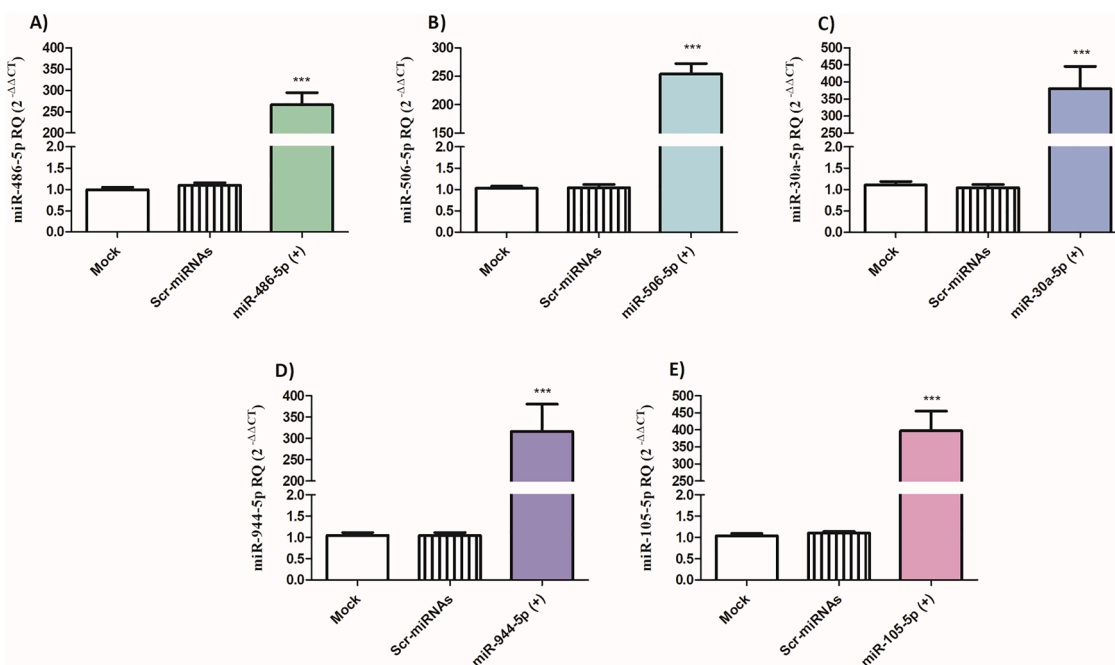 A)
miR-486-5p RQ (2 -ΔΔCT)
400
350
300
250
200
2.0
1.5
1.0
0.5
0.0
***
Mock
Scr-miRNAs
miR-486-5p (+)
B)
miR-506-5p RQ (2 -ΔΔCT)
300
250
200
150
2.0
1.5
1.0
0.5
0.0
***
Mock
Scr-miRNAs
miR-506-5p (+)
C)
miR-30a-5p RQ (2 -ΔΔCT)
500
450
400
350
300
250
2.0
1.5
1.0
0.5
0.0
***
Mock
Scr-miRNAs
miR-30a-5p (+)
D)
miR-944-5p RQ (2 -ΔΔCT)
400
350
300
250
200
2.0
1.5
1.0
0.5
0.0
***
Mock
Scr-miRNAs
miR-944-5p (+)
E)
miR-105-5p RQ (2 -ΔΔCT)
500
450
400
350
300
250
2.0
1.5
1.0
0.5
0.0
***
Mock
Scr-miRNAs
miR-105-5p (+)